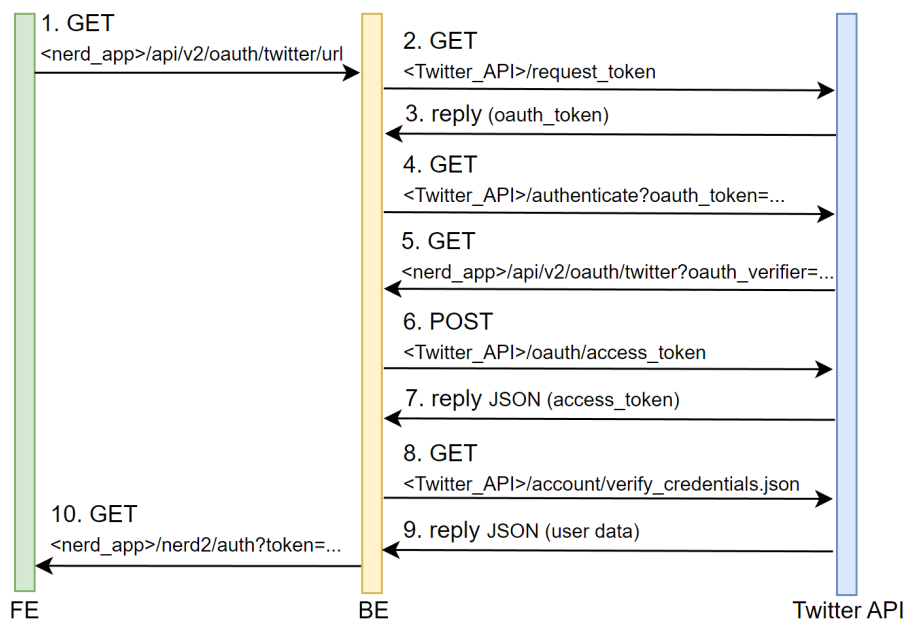 1. GET
<nerd_app>/api/v2/oauth/twitter/url
2. GET
<Twitter_API>/request_token
3. reply (oauth_token)
4. GET
<Twitter_API>/authenticate?oauth_token=...
5. GET
<nerd_app>/api/v2/oauth/twitter?oauth_verifier=...
6. POST
<Twitter_API>/oauth/access_token
7. reply JSON (access_token)
8. GET
<Twitter_API>/account/verify_credentials.json
9. reply JSON (user data)
10. GET
<nerd_app>/nerd2/auth?token=...
FE
BE
Twitter API